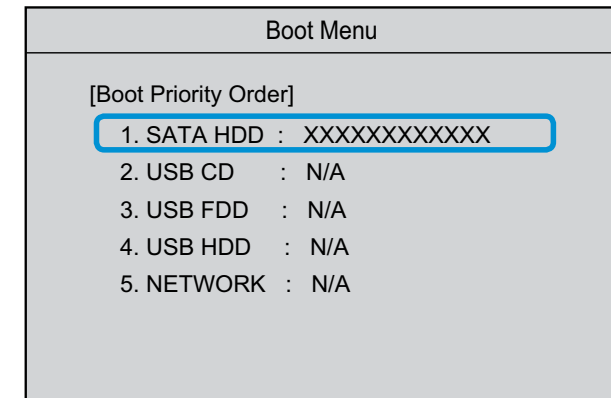 Boot Menu
[Boot Priority Order]
1. SATA HDD : XXXXXXXXXXXX
2. USB CD : N/A
3. USB FDD : N/A
4. USB HDD : N/A
5. NETWORK : N/A